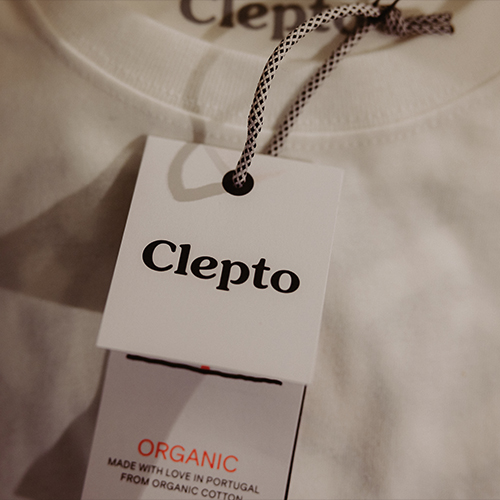 Clepto
Clepto
ORGANIC
MADE WITH LOVE IN PORTUGAL
FROM ORGANIC COTTON